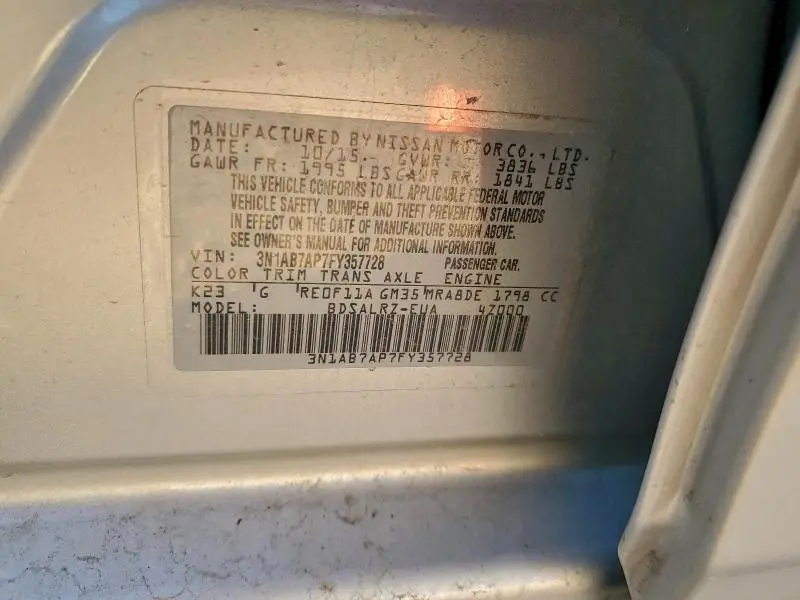 MANUFACTURED BY NISSAN MOTOR CO., LTD.
DATE: 10/15.- GVWR: - 3836 LBS
GAWR FR: 1995 LBS GAWR RR: 1841 LBS
THIS VEHICLE CONFORMS TO ALL APPLICABLE FEDERAL MOTOR
VEHICLE SAFETY, BUMPER AND THEFT PREVENTION STANDARDS
IN EFFECT ON THE DATE OF MANUFACTURE SHOWN ABOVE.
SEE OWNER'S MANUAL FOR ADDITIONAL INFORMATION.
VIN: 3N1AB7AP7FY357728 PASSENGER CAR.
COLOR TRIM TRANS AXLE ENGINE
K23 'G 'RE0F11A GM35 'MRA8DE 1798 CC
MODEL: BDSALRZ-EUA 4Z000
3N1AB7AP7FY357728